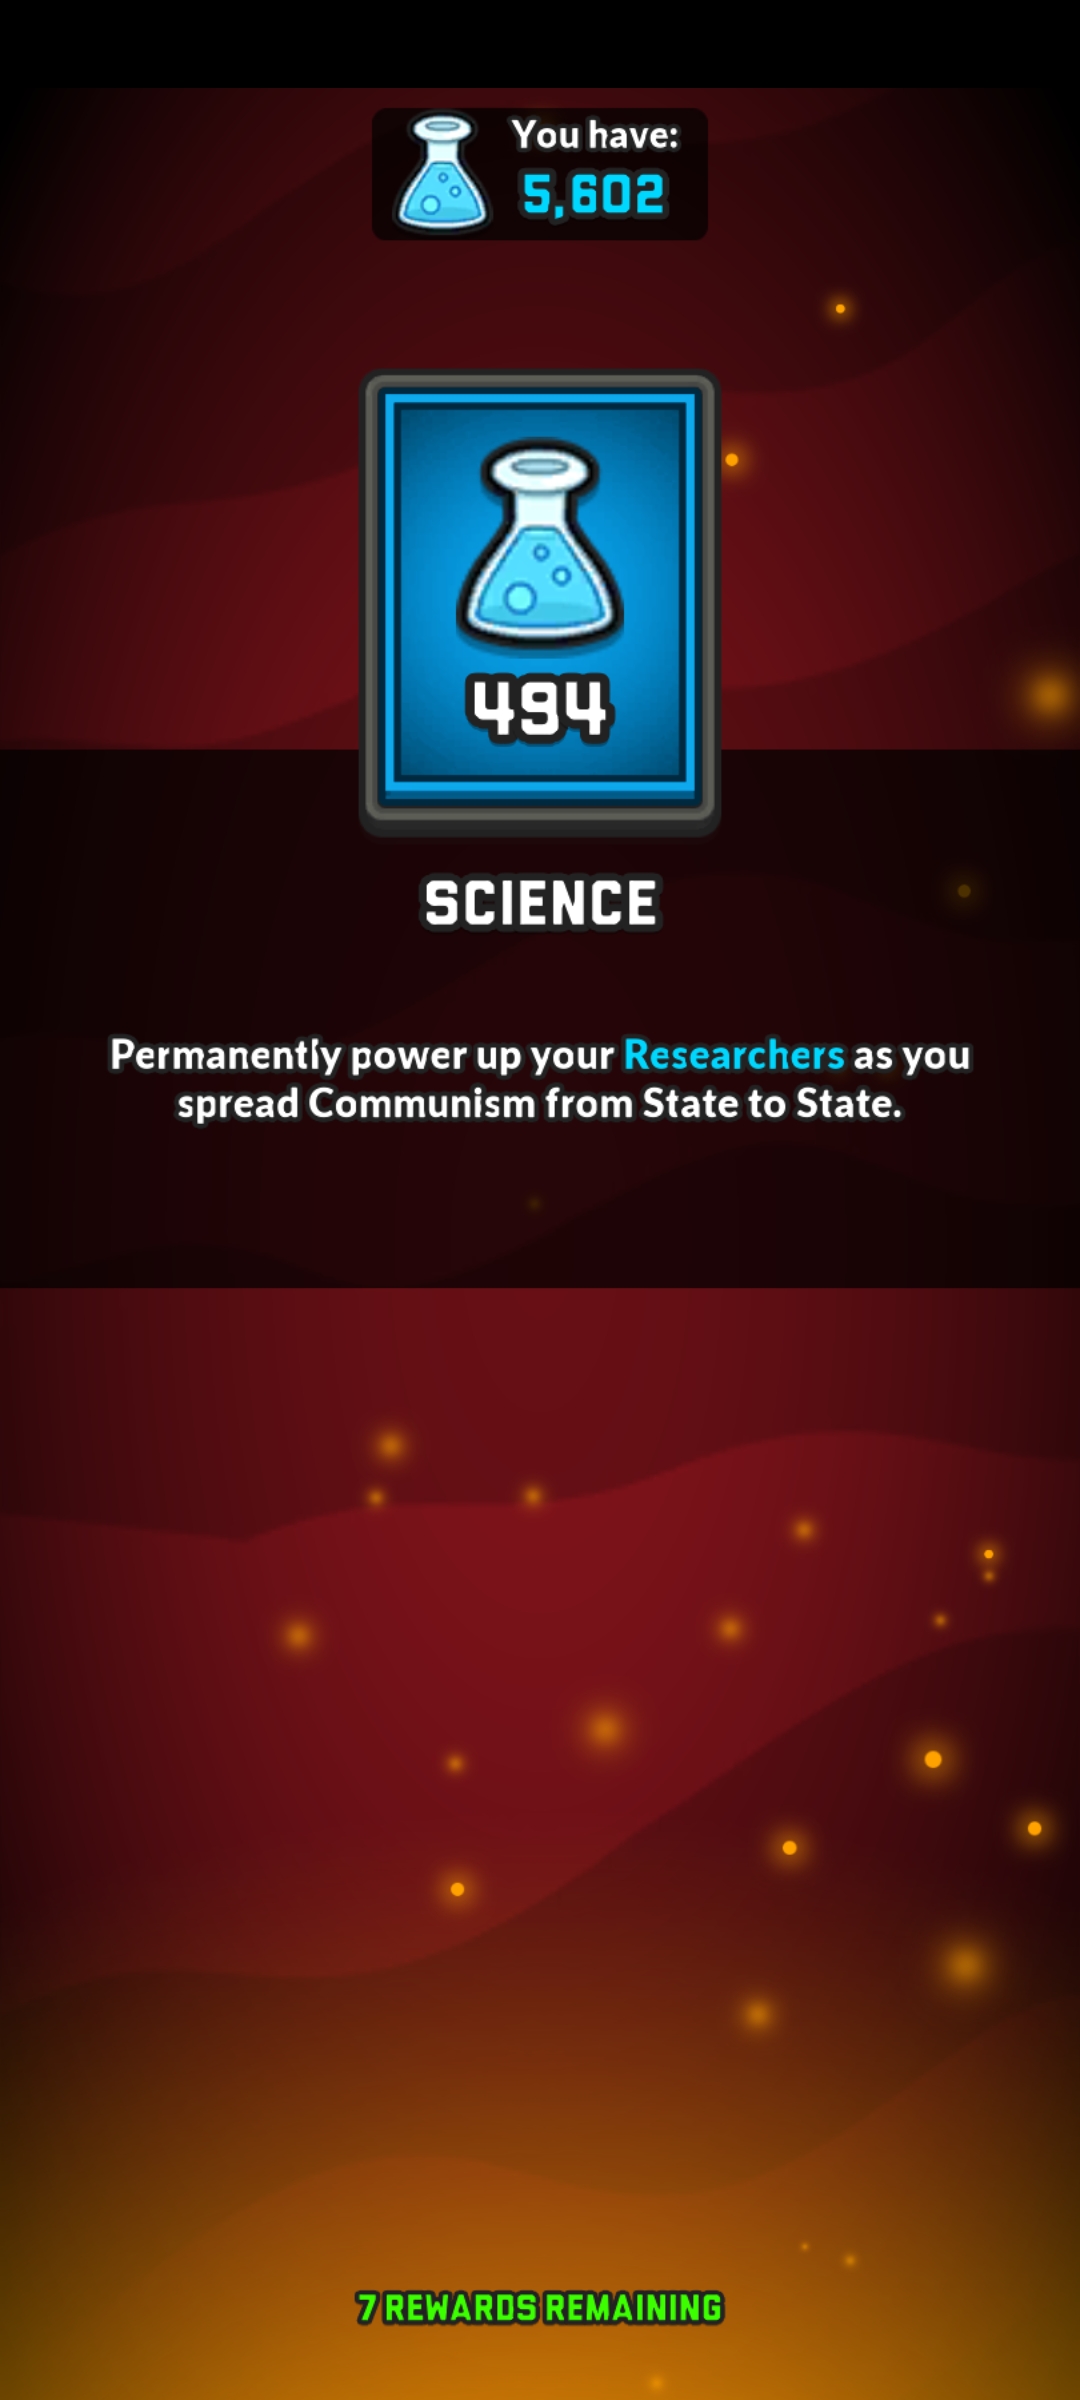 You have:
5,602
494
SCIENCE
Permanently power up your Researchers as you
spread Communism from State to State.
7 REWARDS REMAINING